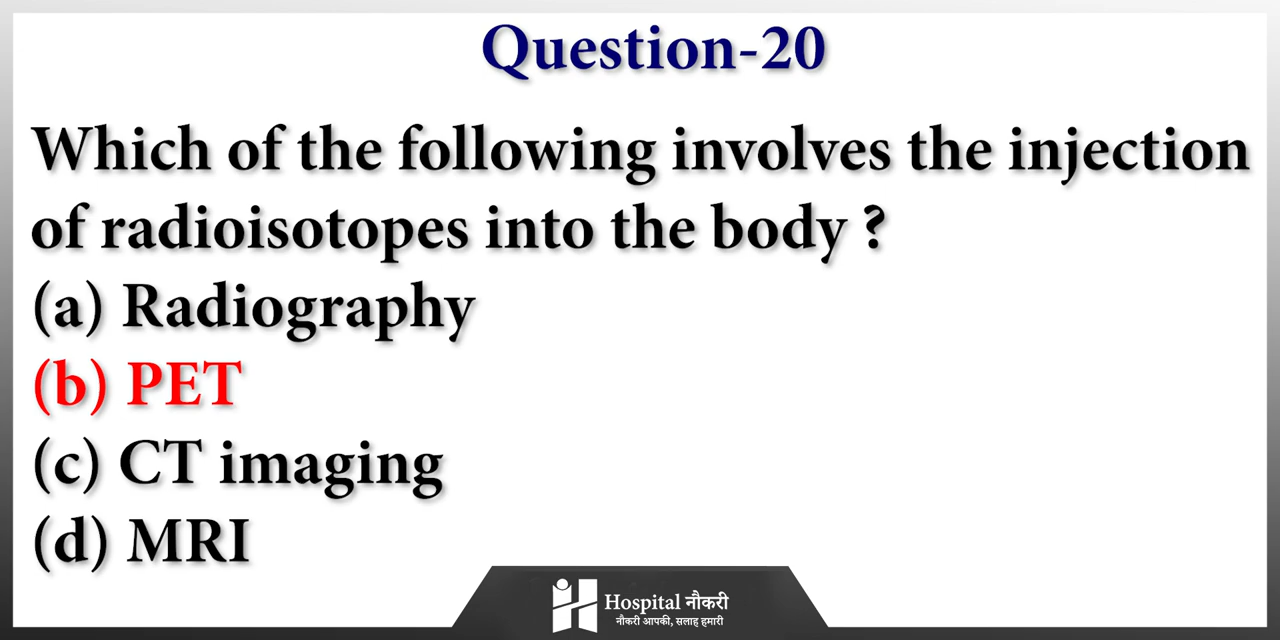 Question-20
Which of the following involves the injection
of radioisotopes into the body ?
(a) Radiography
(b) PET
(c) CT imaging
(d) MRI
Hospital नौकरी
नौकरी आपकी, सलाह हमारी